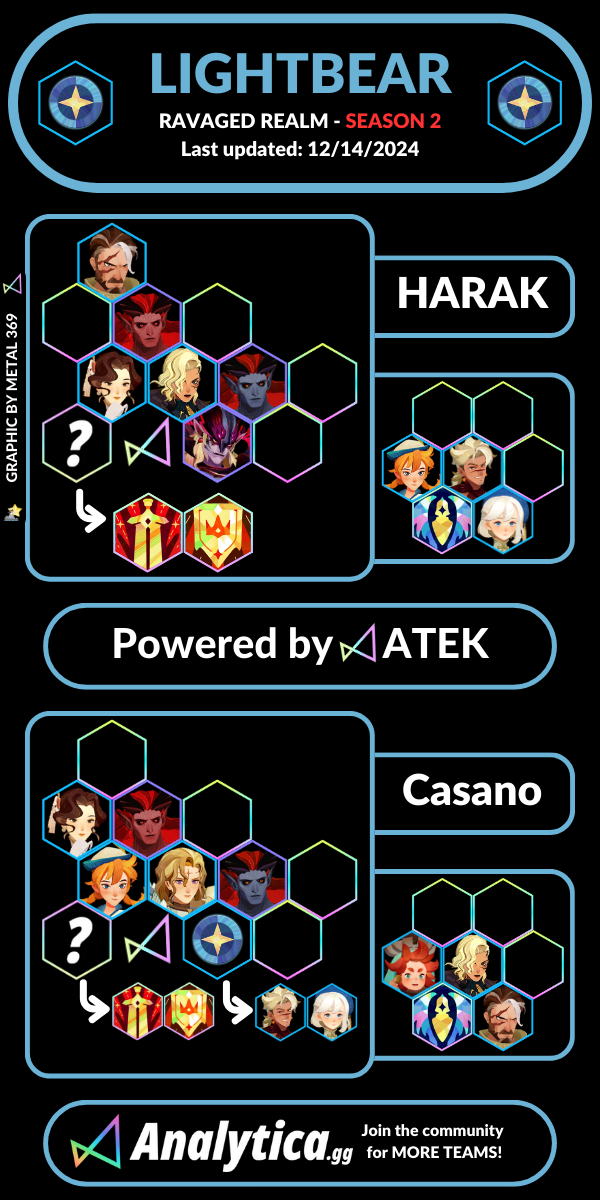 LIGHTBEAR
RAVAGED REALM - SEASON 2
Last updated: 12/14/2024
HARAK
GRAPHIC BY METAL 369
?
Powered by ATEK
Casano
?
Analytica.gg
Join the community
for MORE TEAMS!